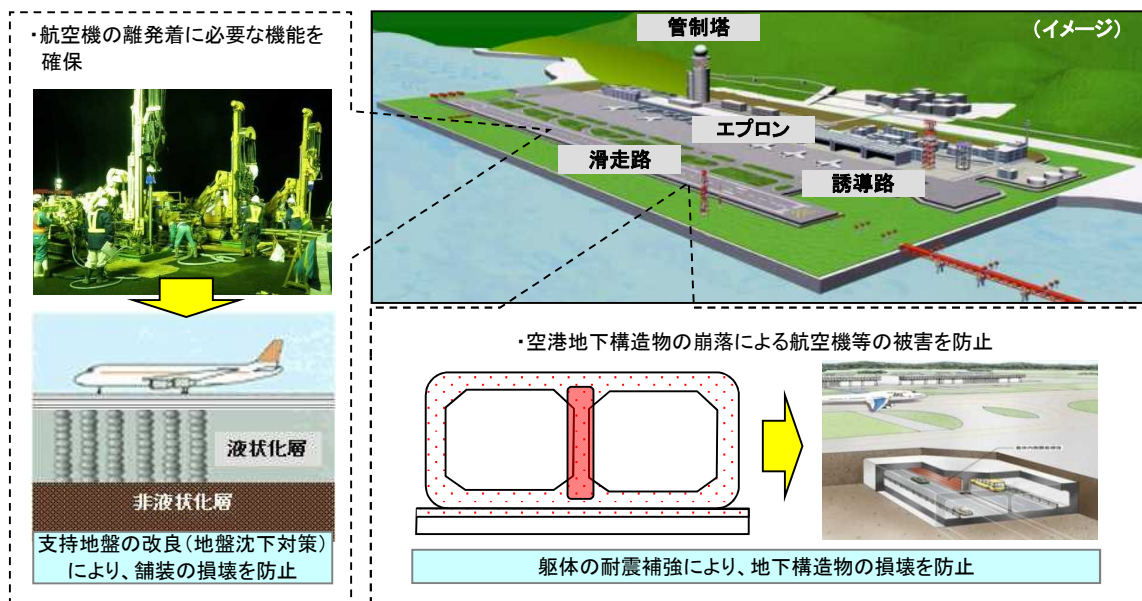 ・航空機の離発着に必要な機能を
確保
液状化層
非液状化層
支持地盤の改良（地盤沈下対策）
により、舗装の損壊を防止
（イメージ）
管制塔
エプロン
滑走路
誘導路
・空港地下構造物の崩落による航空機等の被害を防止
躯体の耐震補強により、地下構造物の損壊を防止